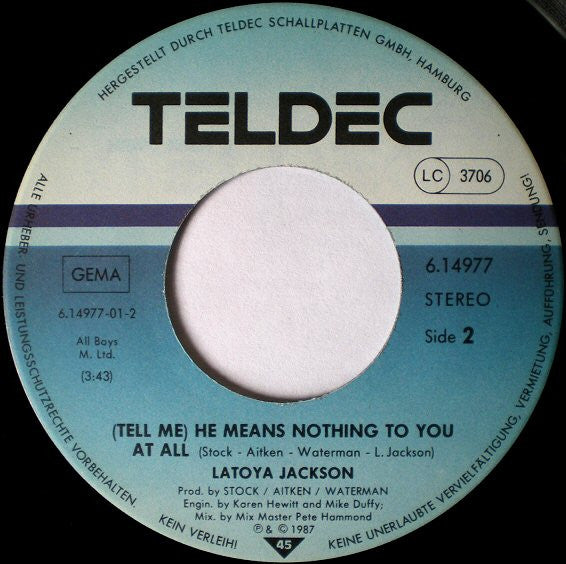 HERGESTELLT DURCH TELDEC SCHALLPLATTEN GMBH, HAMBURG
TELDEC
LC 3706
GEMA
6.14977-01-2
All Boys
M. Ltd.
(3:43)
6.14977
STEREO
Side 2
(TELL ME) HE MEANS NOTHING TO YOU
AT ALL (Stock - Aitken - Waterman - L. Jackson)
LATOYA JACKSON
Prod. by STOCK / AITKEN / WATERMAN
Engin. by Karen Hewitt and Mike Duffy;
Mix. by Mix Master Pete Hammond
℗ & © 1987
45
ALLE URHEBER- UND LEISTUNGSSCHUTZRECHTE VORBEHALTEN.
KEIN VERLEIH! KEINE UNERLAUBTE VERVIELFÄLTIGUNG, VERMIETUNG, AUFFÜHRUNG, SENDUNG!